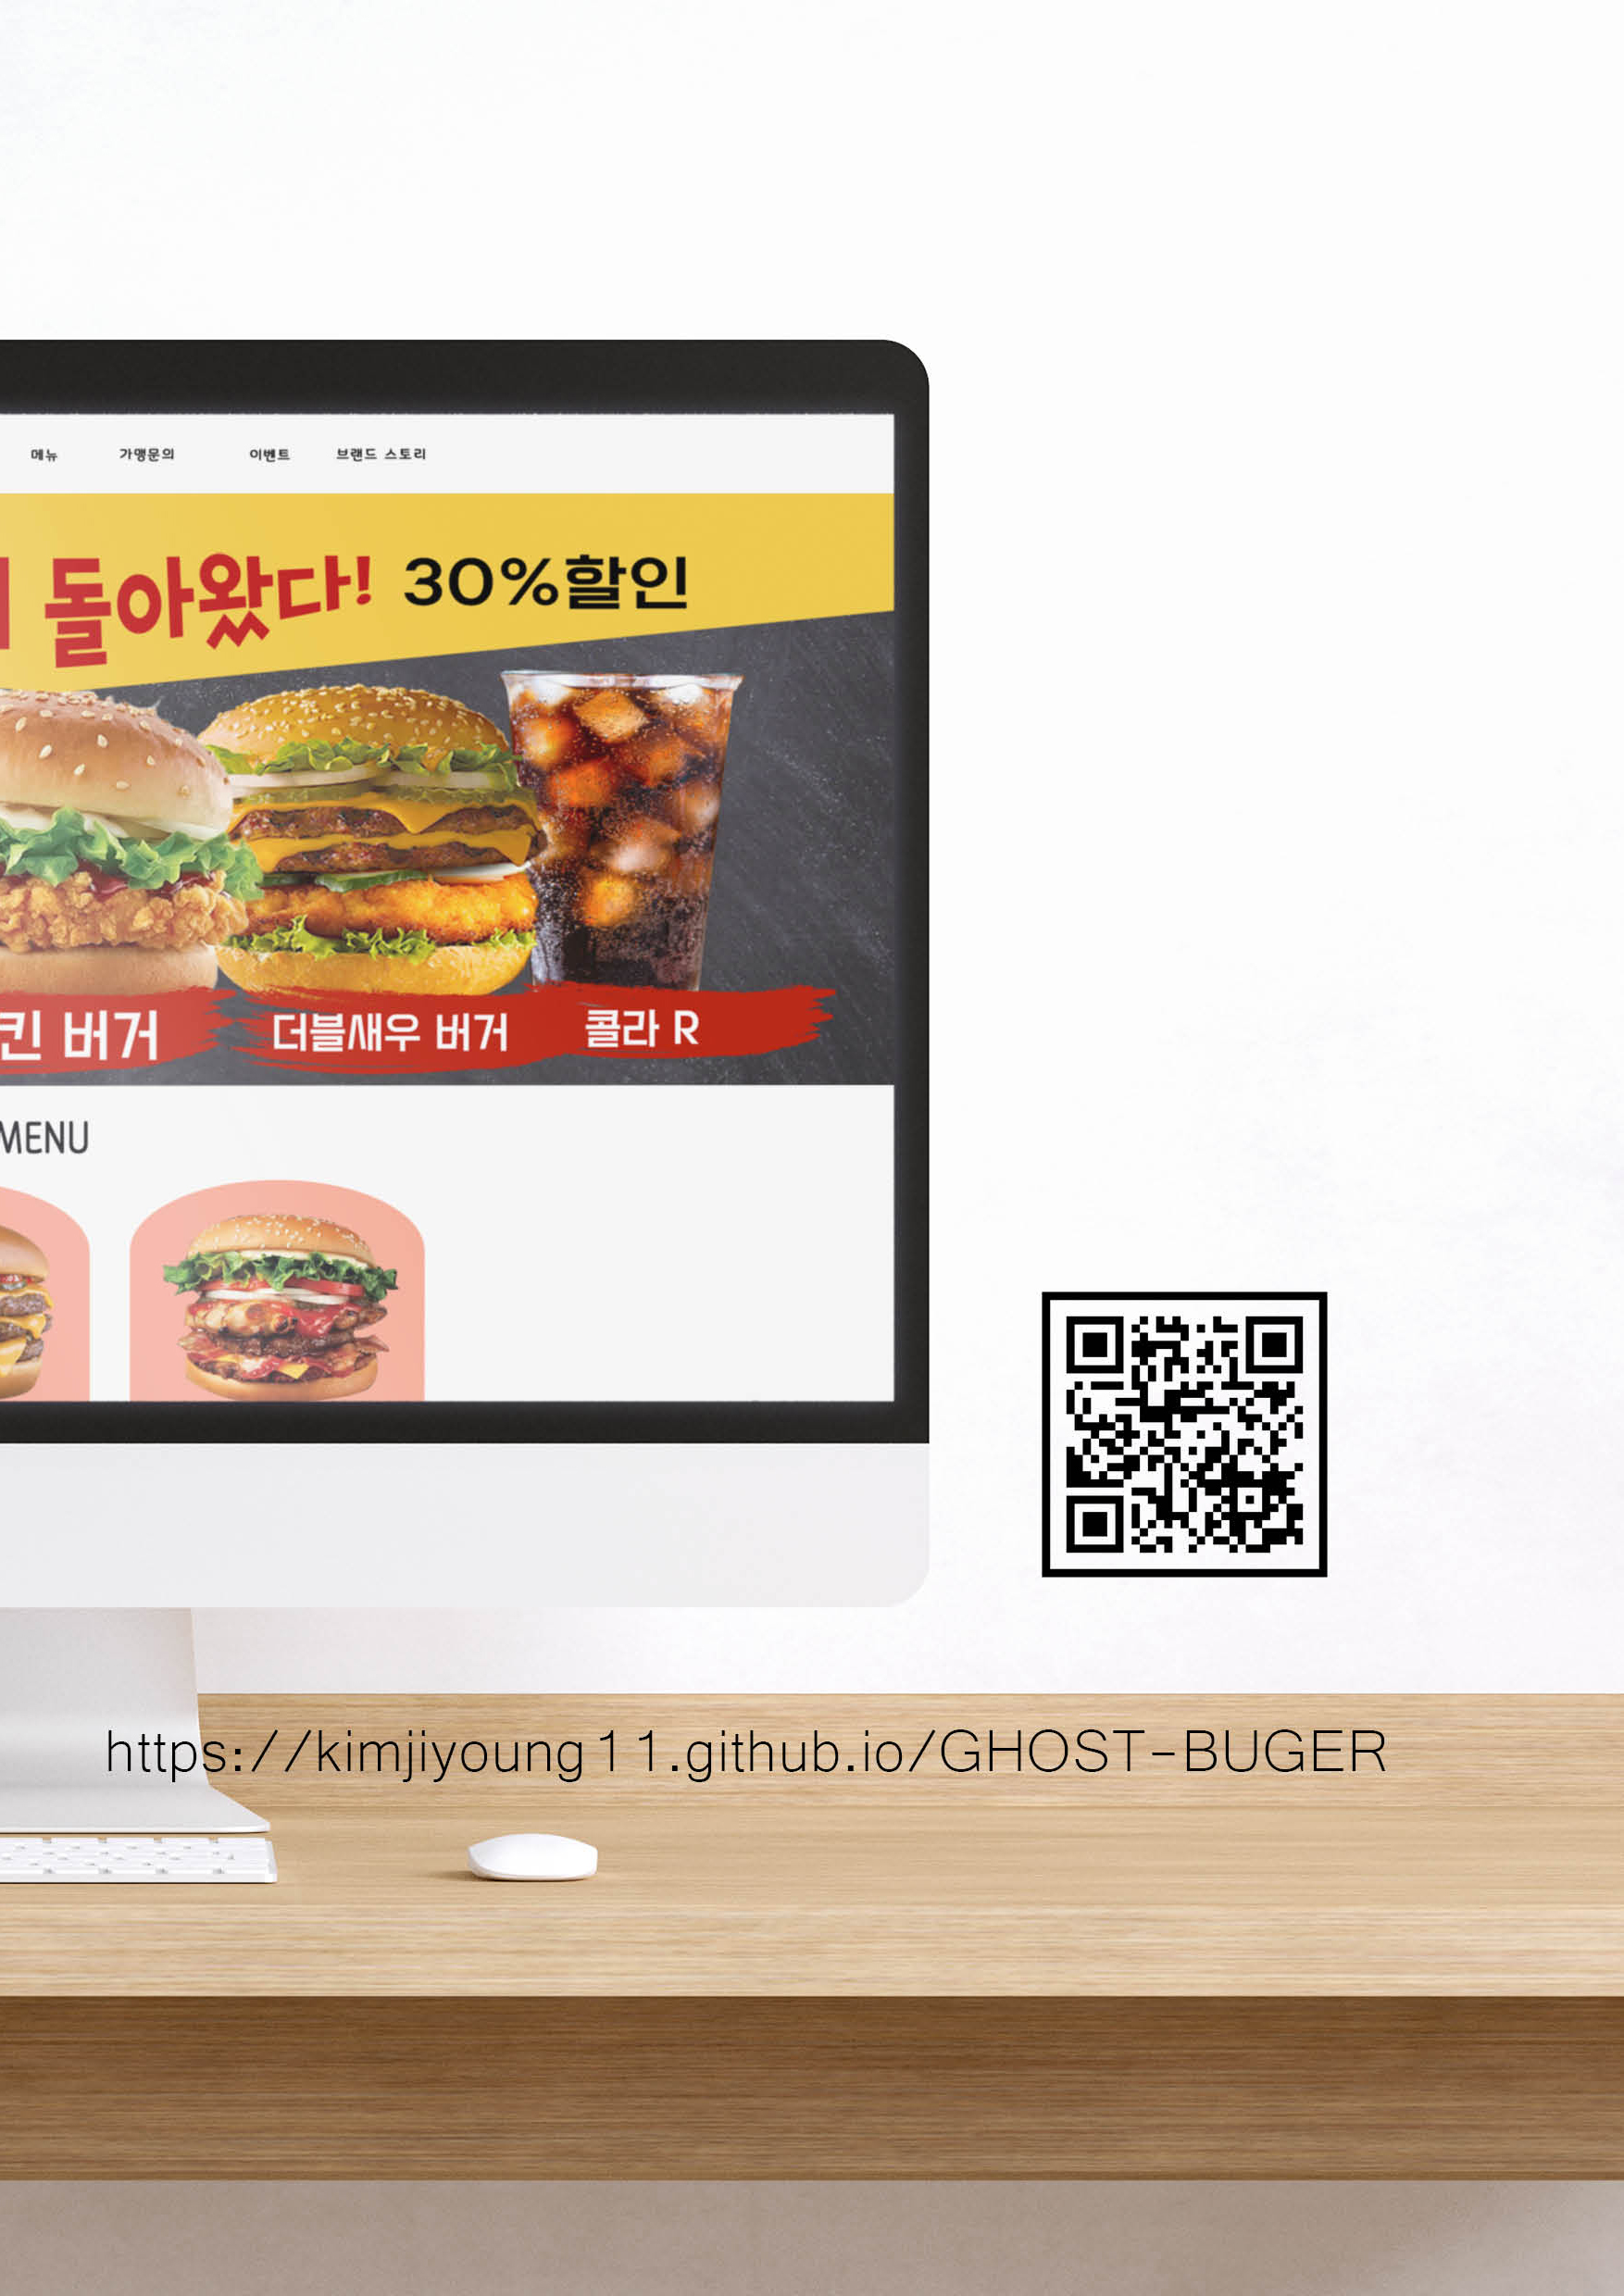 메뉴 가맹문의 이벤트 브랜드 스토리
돌아왔다! 30%할인
버거 더블새우 버거 콜라 R
MENU
https://kimjiyoung11.github.io/GHOST-BUGER